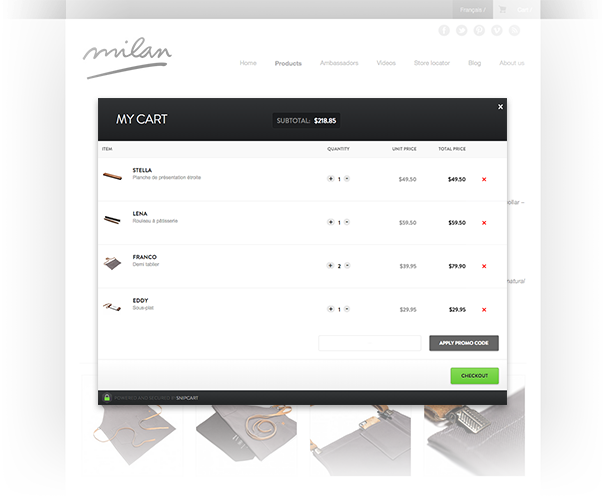 Français /
milan
Home Products Ambassadors Videos Store locator Blog About us
MY CART
SUBTOTAL: $218.85
×
ITEM QUANTITY UNIT PRICE TOTAL PRICE
STELLA
Planche de présentation étroite
+ 1 - $49.50 $49.50 ×
ollar –
LENA
Rouleau à pâtisserie
+ 1 - $59.50 $59.50 ×
FRANCO
Demi tablier
+ 2 - $39.95 $79.90 ×
natural
EDDY
Sous-plat
+ 1 - $29.95 $29.95 ×
APPLY PROMO CODE
CHECKOUT
POWERED AND SECURED BY SNIPCART